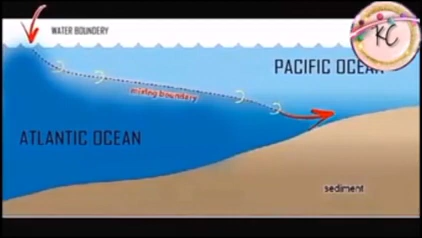 WATER BOUNDERY
KC
PACIFIC OCEAN
mixing boundary
ATLANTIC OCEAN
sediment